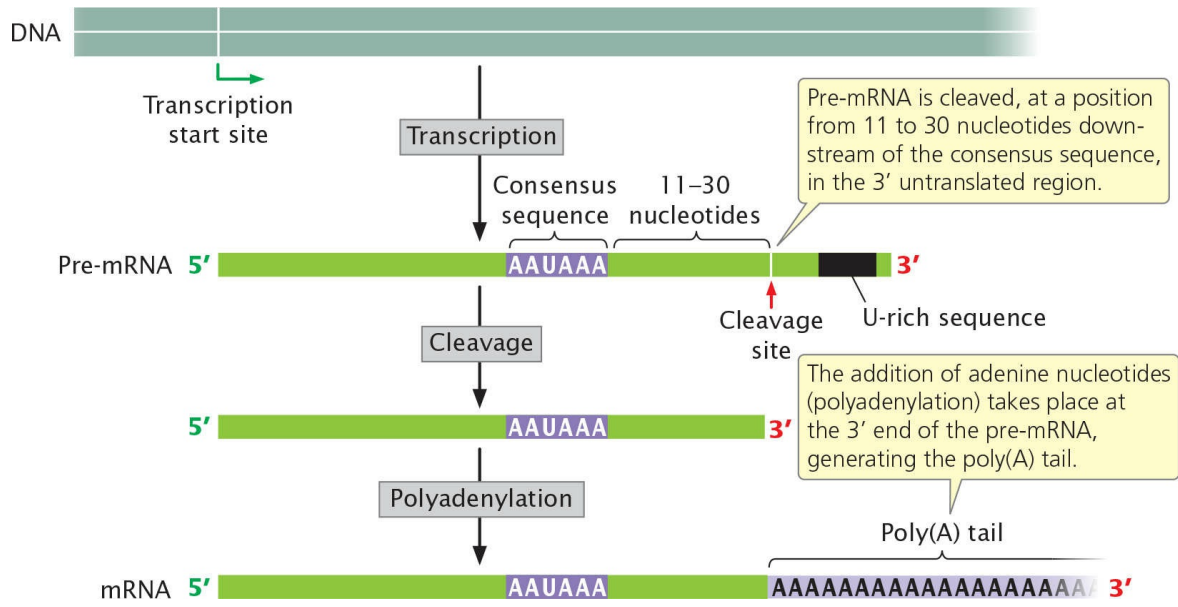 DNA
Transcription
start site
Transcription
Pre-mRNA is cleaved, at a position
from 11 to 30 nucleotides down-
stream of the consensus sequence,
in the 3′ untranslated region.
Consensus
sequence
11–30
nucleotides
Pre-mRNA 5′ AAUAAA 3′
Cleavage
site
U-rich sequence
Cleavage
The addition of adenine nucleotides
(polyadenylation) takes place at
the 3′ end of the pre-mRNA,
generating the poly(A) tail.
5′ AAUAAA 3′
Polyadenylation
Poly(A) tail
mRNA 5′ AAUAAA AAAAAAAAAAAAAAAAAAAA 3′